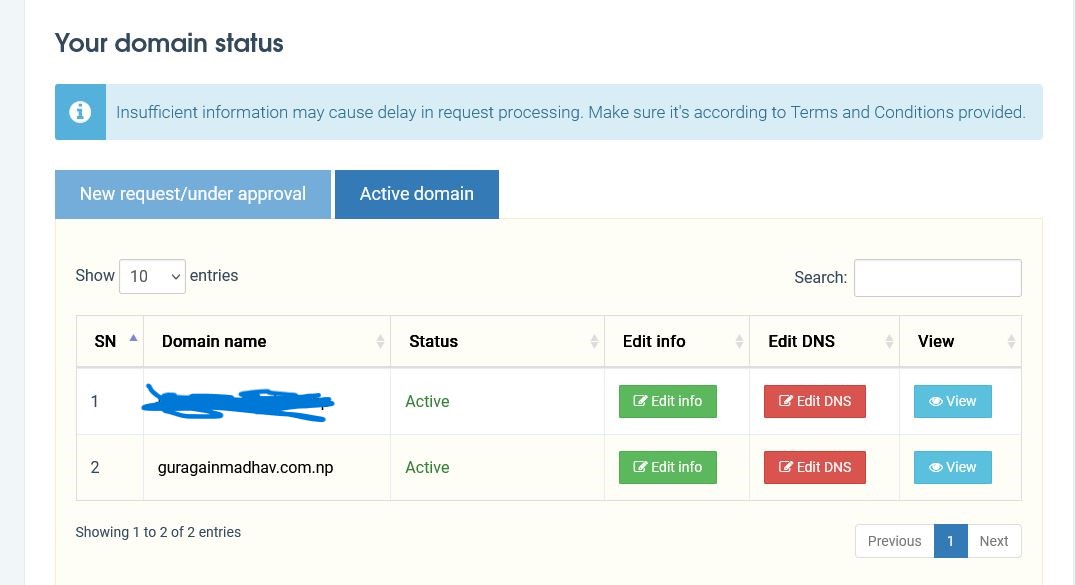 Your domain status
Insufficient information may cause delay in request processing. Make sure it's according to Terms and Conditions provided.
New request/under approval Active domain
Show 10 entries Search:
SN Domain name Status Edit info Edit DNS View
1 Active Edit info Edit DNS View
2 guragainmadhav.com.np Active Edit info Edit DNS View
Showing 1 to 2 of 2 entries Previous 1 Next